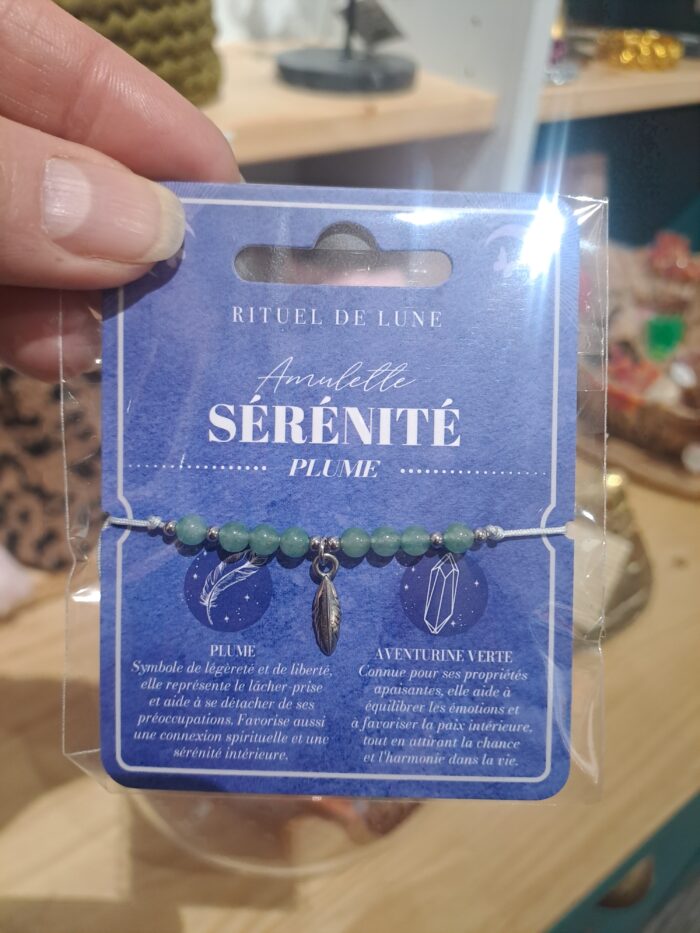 RITUEL DE LUNE
Amulette
SÉRÉNITÉ
PLUME
PLUME
Symbole de légèreté et de liberté,
elle représente le lâcher-prise
et aide à se détacher de ses
préoccupations. Favorise aussi
une connexion spirituelle et une
sérénité intérieure.
AVENTURINE VERTE
Connue pour ses propriétés
apaisantes, elle aide à
équilibrer les émotions et
à favoriser la paix intérieure,
tout en attirant la chance
et l'harmonie dans la vie.